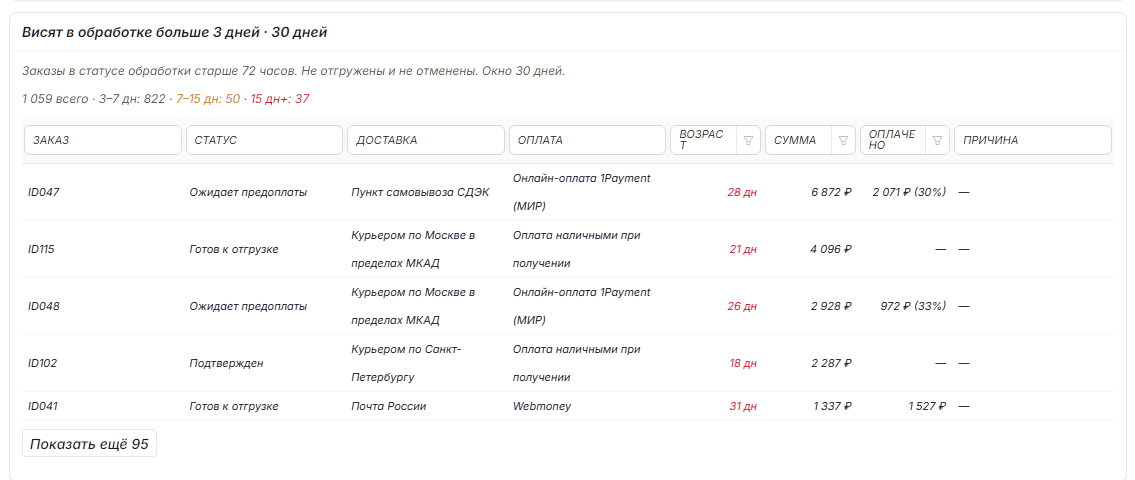 Висят в обработке больше 3 дней · 30 дней
Заказы в статусе обработки старше 72 часов. Не отгружены и не отменены. Окно 30 дней.
1 059 всего · 3–7 дн: 822 · 7–15 дн: 50 · 15 дн+: 37
ЗАКАЗ СТАТУС ДОСТАВКА ОПЛАТА ВОЗРАС
Т СУММА ОПЛАЧЕ
НО ПРИЧИНА
ID047 Ожидает предоплаты Пункт самовывоза СДЭК Онлайн-оплата 1Payment
(МИР) 28 дн 6 872 ₽ 2 071 ₽ (30%) —
ID115 Готов к отгрузке Курьером по Москве в
пределах МКАД Оплата наличными при
получении 21 дн 4 096 ₽ — —
ID048 Ожидает предоплаты Курьером по Москве в
пределах МКАД Онлайн-оплата 1Payment
(МИР) 26 дн 2 928 ₽ 972 ₽ (33%) —
ID102 Подтвержден Курьером по Санкт-
Петербургу Оплата наличными при
получении 18 дн 2 287 ₽ — —
ID041 Готов к отгрузке Почта России Webmoney 31 дн 1 337 ₽ 1 527 ₽ —
Показать ещё 95